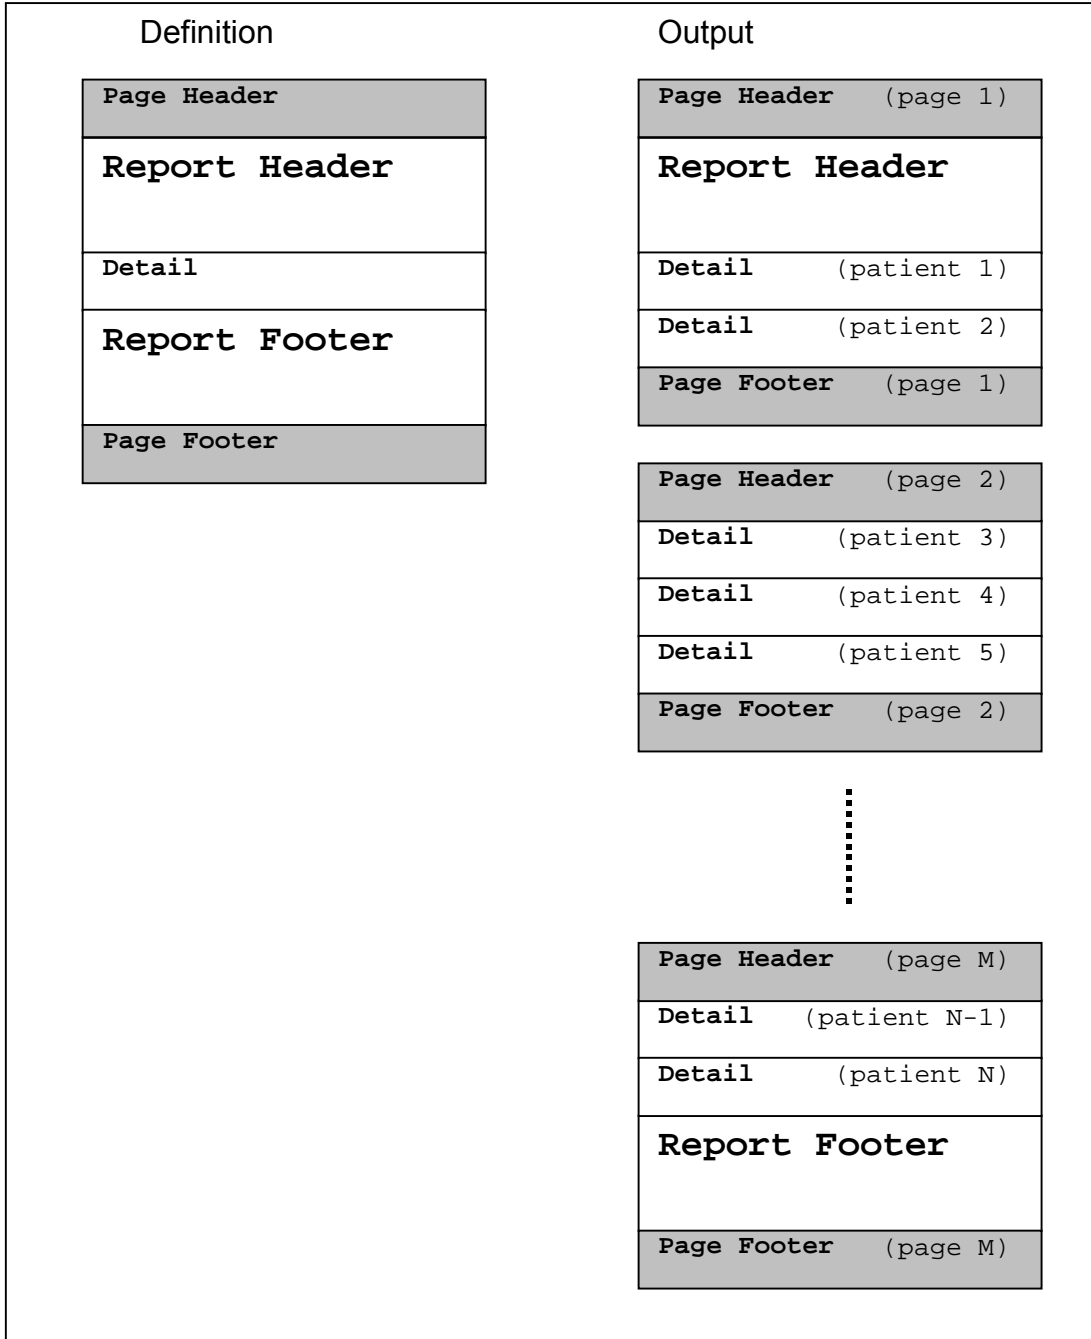 Definition
Page Header
Report Header
Detail
Report Footer
Page Footer
Output
Page Header (page 1)
Report Header
Detail (patient 1)
Detail (patient 2)
Page Footer (page 1)
Page Header (page 2)
Detail (patient 3)
Detail (patient 4)
Detail (patient 5)
Page Footer (page 2)
Page Header (page M)
Detail (patient N-1)
Detail (patient N)
Report Footer
Page Footer (page M)